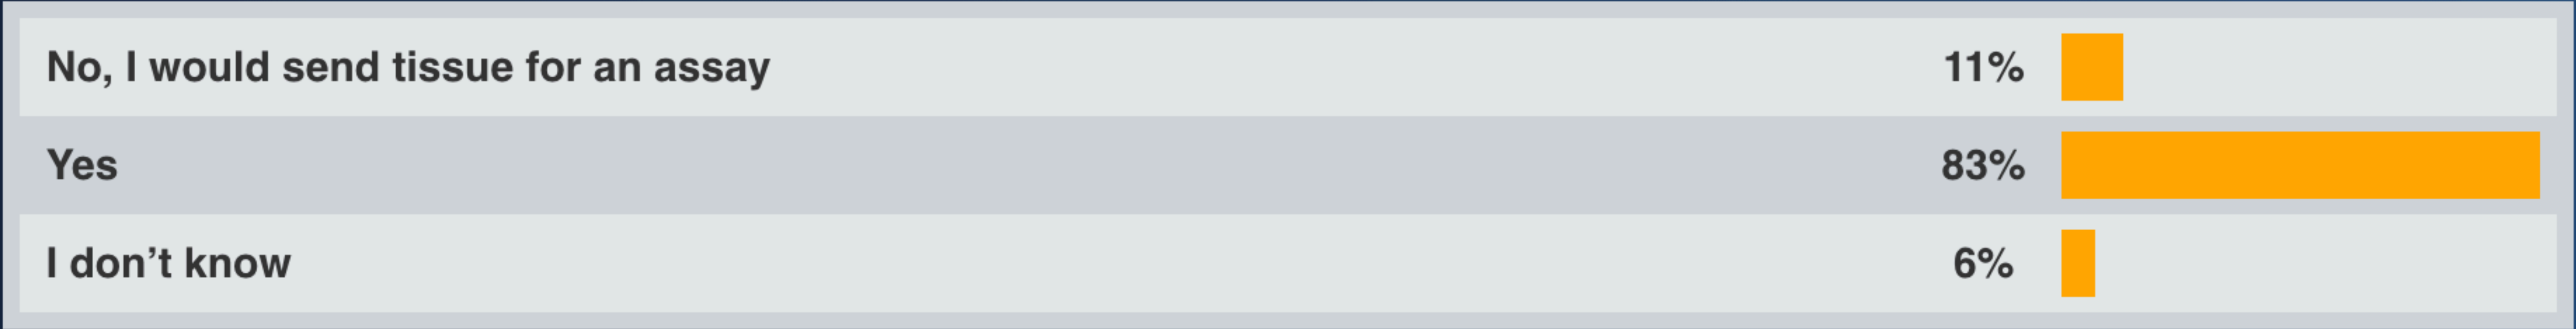 No, I would send tissue for an assay 11%
Yes 83%
I don’t know 6%